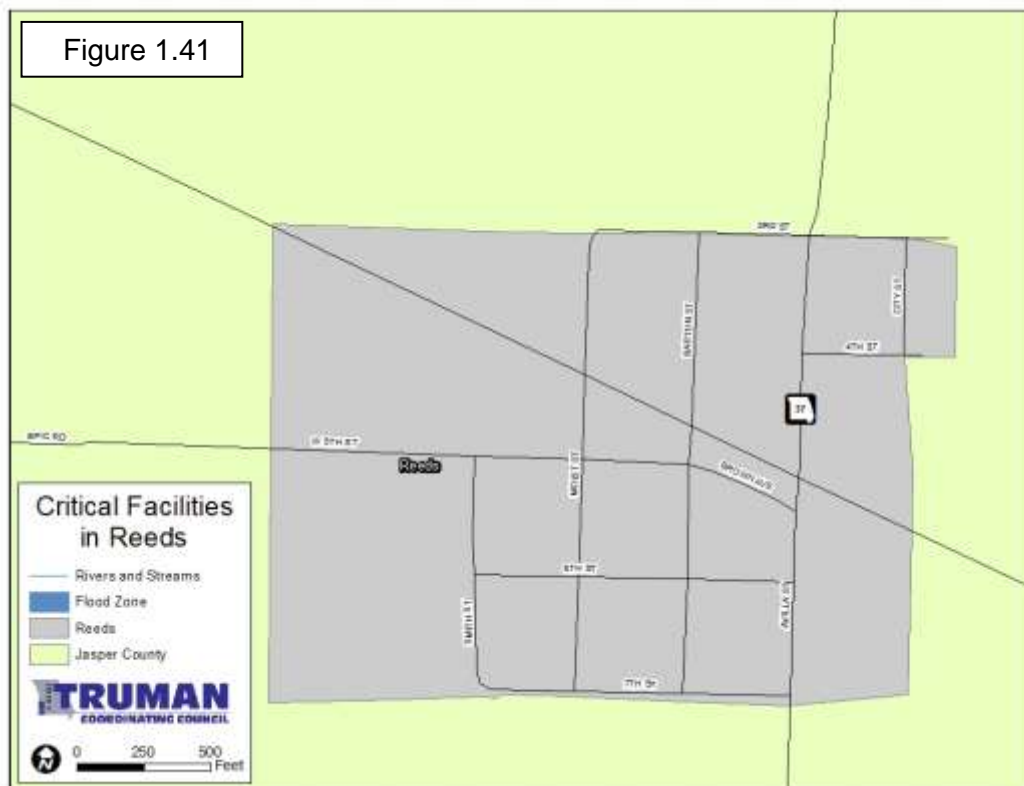 Figure 1.41
3RD ST
CITY ST
4TH ST
37
W 5TH ST
Reeds
BROWN AVE
6TH ST
SMITH ST
AVILLA ST
7TH ST
Critical Facilities
in Reeds
Rivers and Streams
Flood Zone
Reeds
Jasper County
TRUMAN
COORDINATING COUNCIL
N
0 250 500
Feet